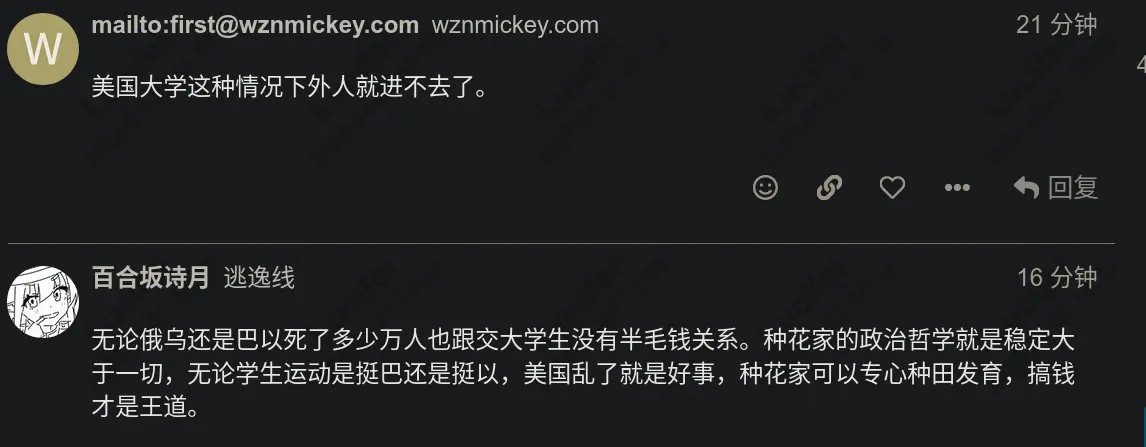 W
mailto:first@wznmickey.com wznmickey.com 21 分钟
美国大学这种情况下外人就进不去了。
回复
百合坂诗月 逃逸线 16 分钟
无论俄乌还是巴以死了多少万人也跟交大学生没有半毛钱关系。种花家的政治哲学就是稳定大
于一切，无论学生运动是挺巴还是挺以，美国乱了就是好事，种花家可以专心种田发育，搞钱
才是王道。